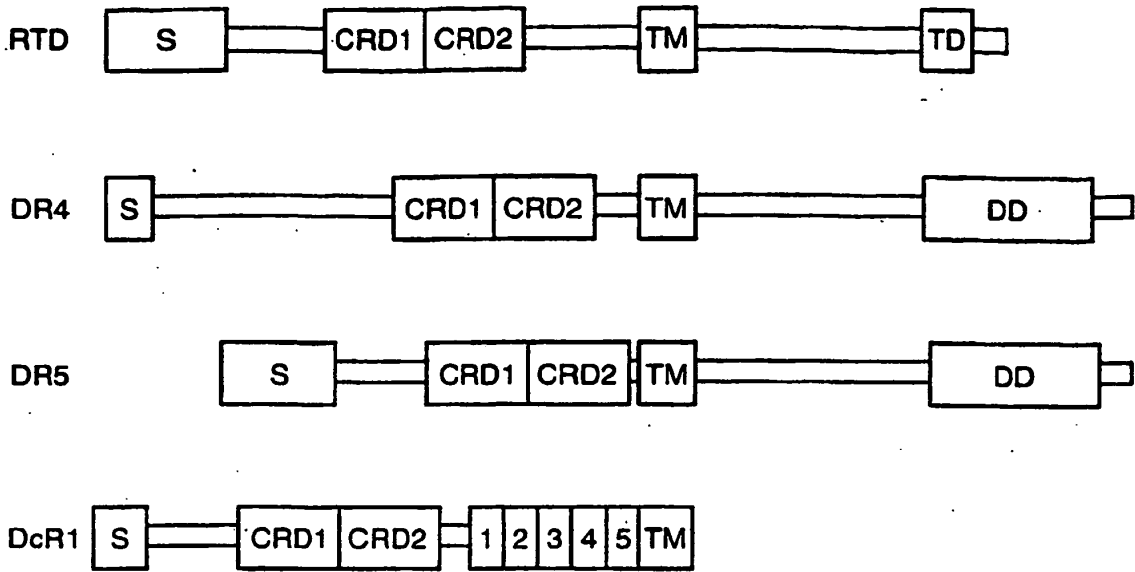 RTD S CRD1 CRD2 TM TD
DR4 S CRD1 CRD2 TM DD
DR5 S CRD1 CRD2 TM DD
DcR1 S CRD1 CRD2 1 2 3 4 5 TM